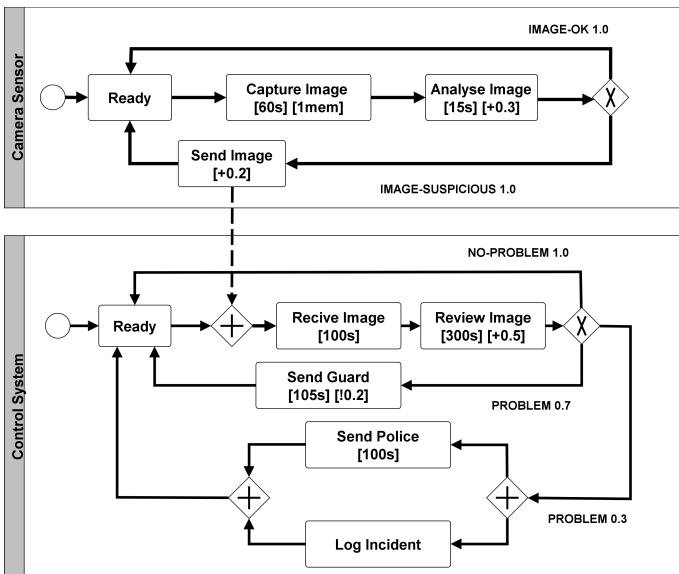 Camera Sensor
IMAGE-OK 1.0
Ready
Capture Image
[60s] [1mem]
Analyse Image
[15s] [+0.3]
X
Send Image
[+0.2]
IMAGE-SUSPICIOUS 1.0
Control System
NO-PROBLEM 1.0
Ready
Recive Image
[100s]
Review Image
[300s] [+0.5]
X
Send Guard
[105s] [!0.2]
PROBLEM 0.7
Send Police
[100s]
PROBLEM 0.3
Log Incident